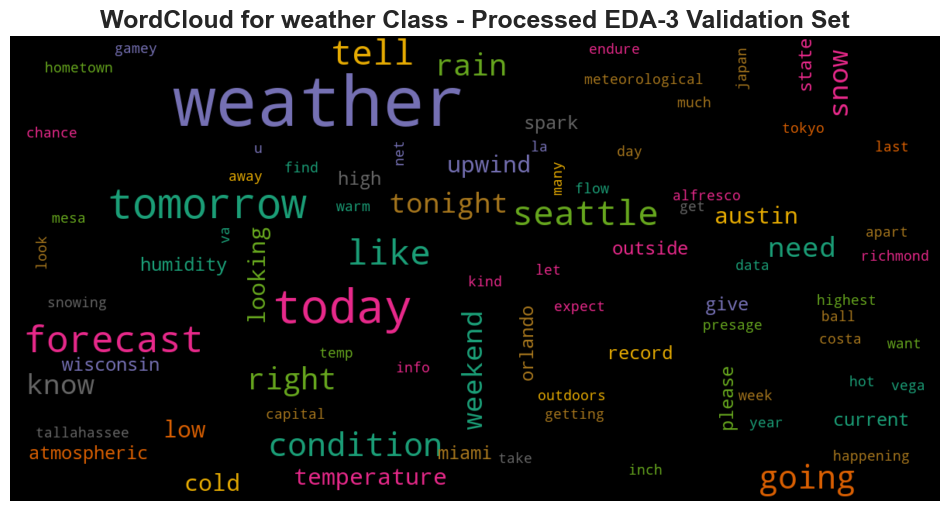 WordCloud for weather Class - Processed EDA-3 Validation Set
gamey
tell
endure
hometown
rain
meteorological
japan
state
snow
weather
much
chance
spark
tokyo
u
net
la
day
last
away
find
high
upwind
many
flow
alfresco
get
mesa
tomorrow
warm
tonight
seattle
austin
look
va
looking
like
outside
need
apart
richmond
humidity
let
data
kind
snowing
today
expect
give
highest
ball
presage
forecast
weekend
orlando
costa
want
wisconsin
temp
info
record
know
right
outdoors
please
week
hot
vega
capital
getting
year
current
tallahassee
low
atmospheric
condition
miami
take
happening
cold
temperature
inch
going